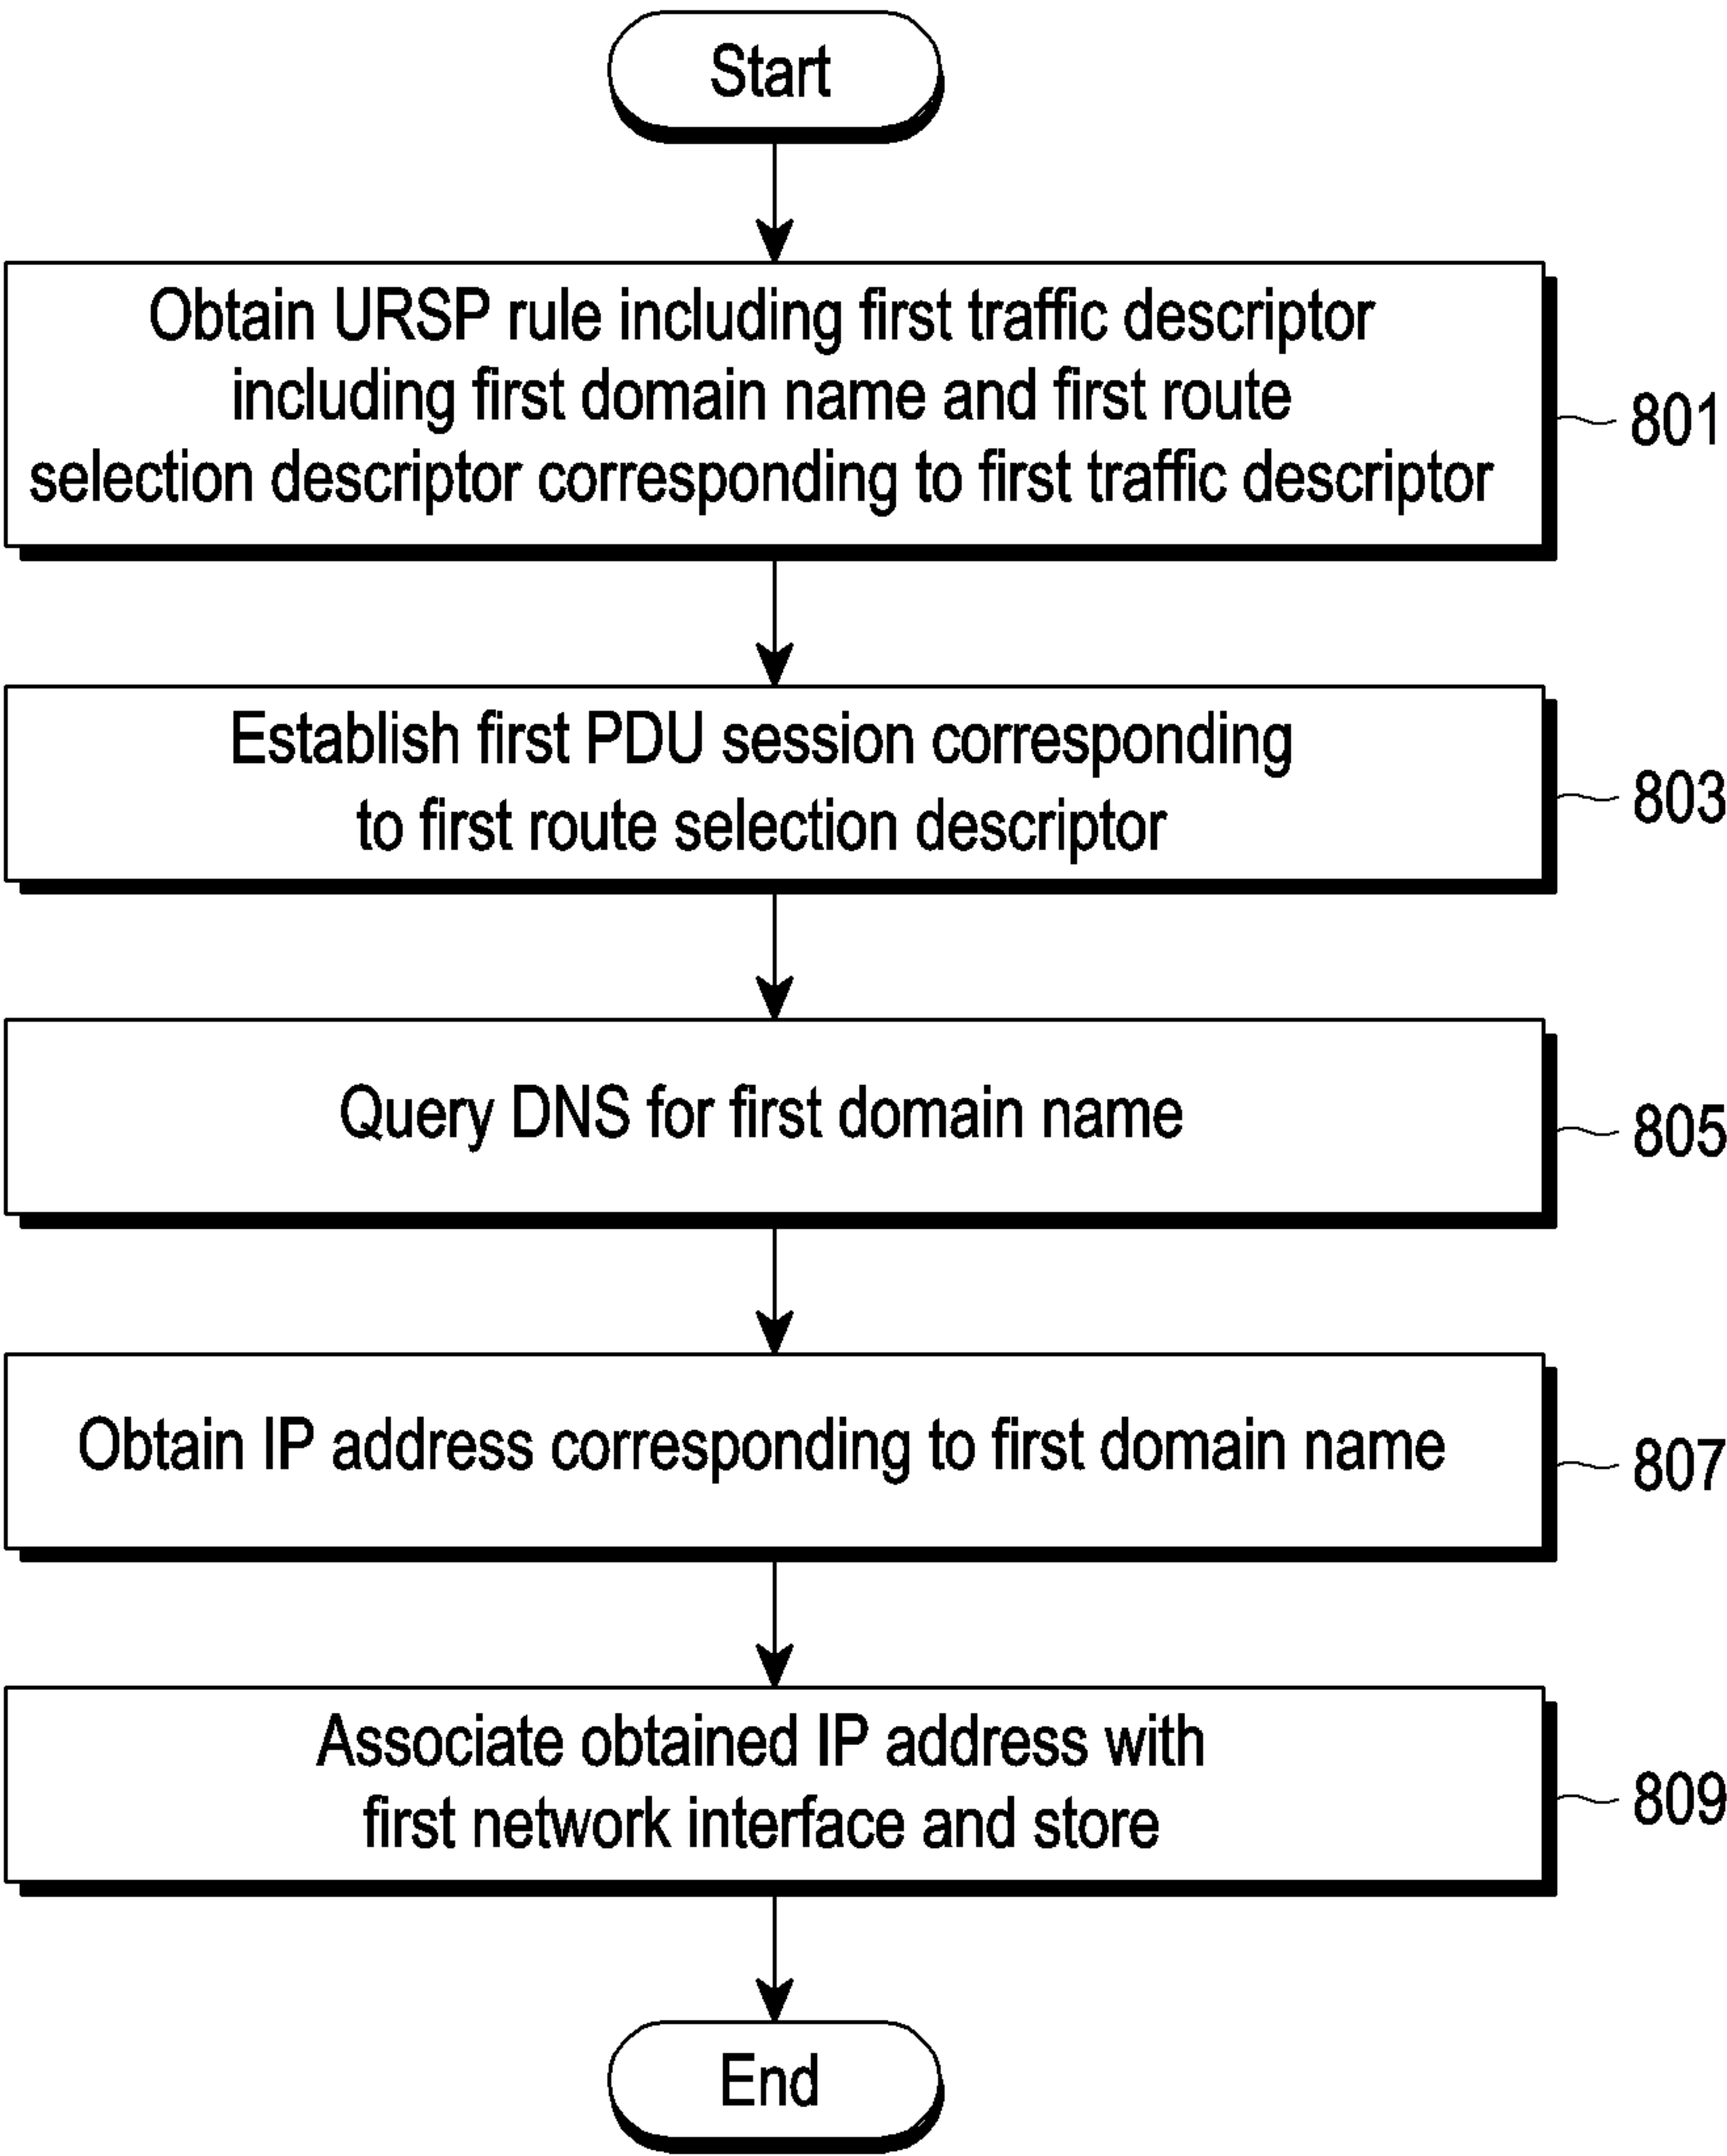 Start
Obtain URSP rule including first traffic descriptor
including first domain name and first route
selection descriptor corresponding to first traffic descriptor
801
Establish first PDU session corresponding
to first route selection descriptor
803
Query DNS for first domain name
805
Obtain IP address corresponding to first domain name
807
Associate obtained IP address with
first network interface and store
809
End